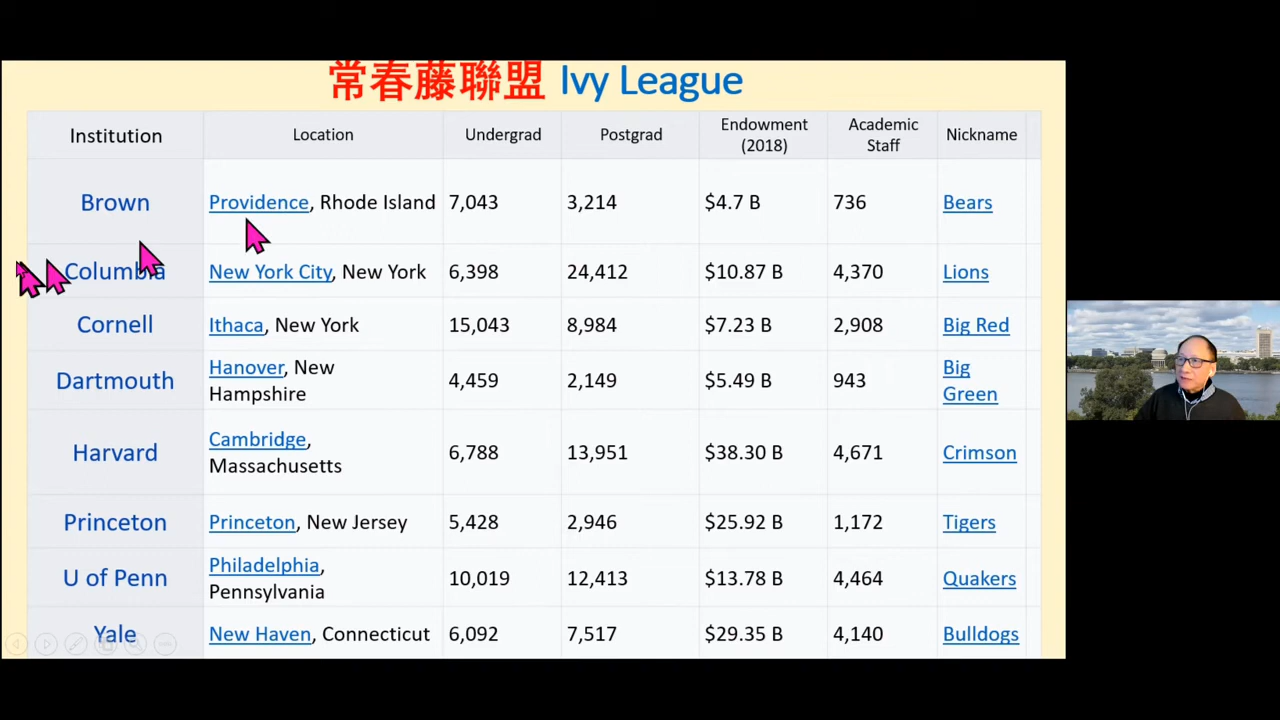 常春藤聯盟 Ivy League
Institution Location Undergrad Postgrad Endowment (2018) Academic Staff Nickname
Brown Providence, Rhode Island 7,043 3,214 $4.7 B 736 Bears
Columbia New York City, New York 6,398 24,412 $10.87 B 4,370 Lions
Cornell Ithaca, New York 15,043 8,984 $7.23 B 2,908 Big Red
Dartmouth Hanover, New Hampshire 4,459 2,149 $5.49 B 943 Big Green
Harvard Cambridge, Massachusetts 6,788 13,951 $38.30 B 4,671 Crimson
Princeton Princeton, New Jersey 5,428 2,946 $25.92 B 1,172 Tigers
U of Penn Philadelphia, Pennsylvania 10,019 12,413 $13.78 B 4,464 Quakers
Yale New Haven, Connecticut 6,092 7,517 $29.35 B 4,140 Bulldogs